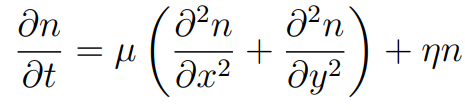 ∂n/∂t = μ (∂²n/∂x² + ∂²n/∂y²) + ηn